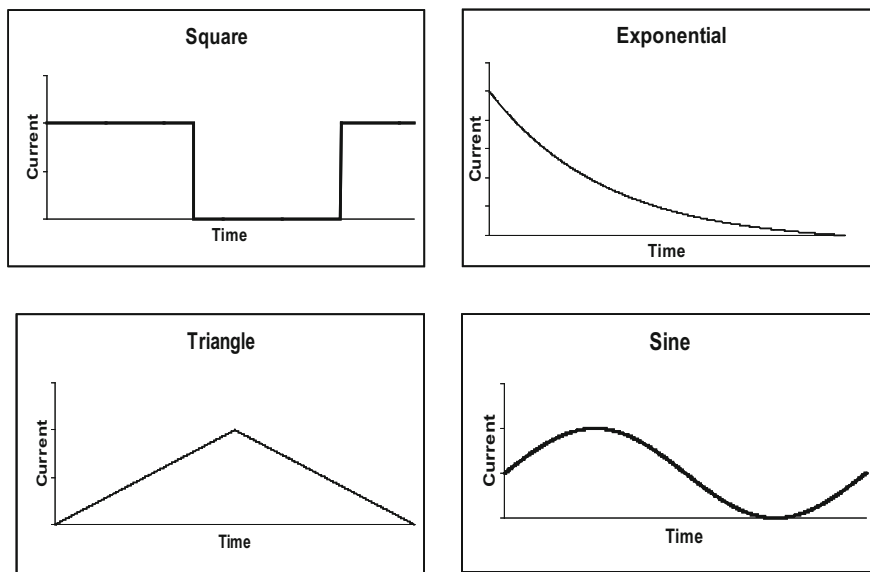 Square
Current
Time
Exponential
Current
Time
Triangle
Current
Time
Sine
Current
Time